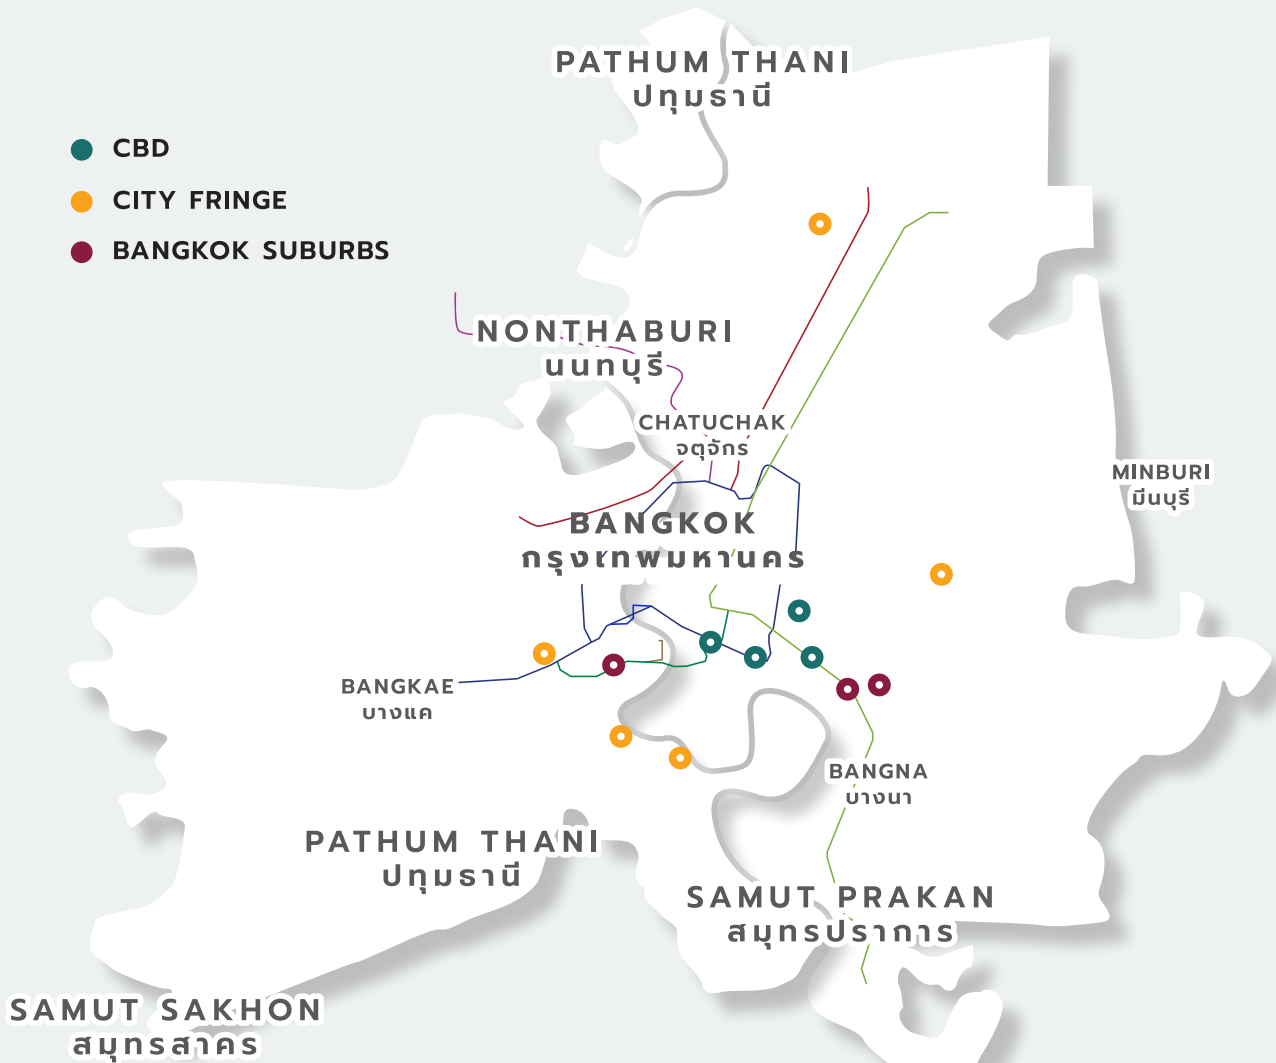 PATHUM THANI
ปทุมธานี
CBD
CITY FRINGE
BANGKOK SUBURBS
NONTHABURI
นนทบุรี
CHATUCHAK
จตุจักร
MINBURI
มีนบุรี
BANGKOK
กรุงเทพมหานคร
BANGKAE
บางแค
BANGNA
บางนา
PATHUM THANI
ปทุมธานี
SAMUT PRAKAN
สมุทรปราการ
SAMUT SAKHON
สมุทรสาคร